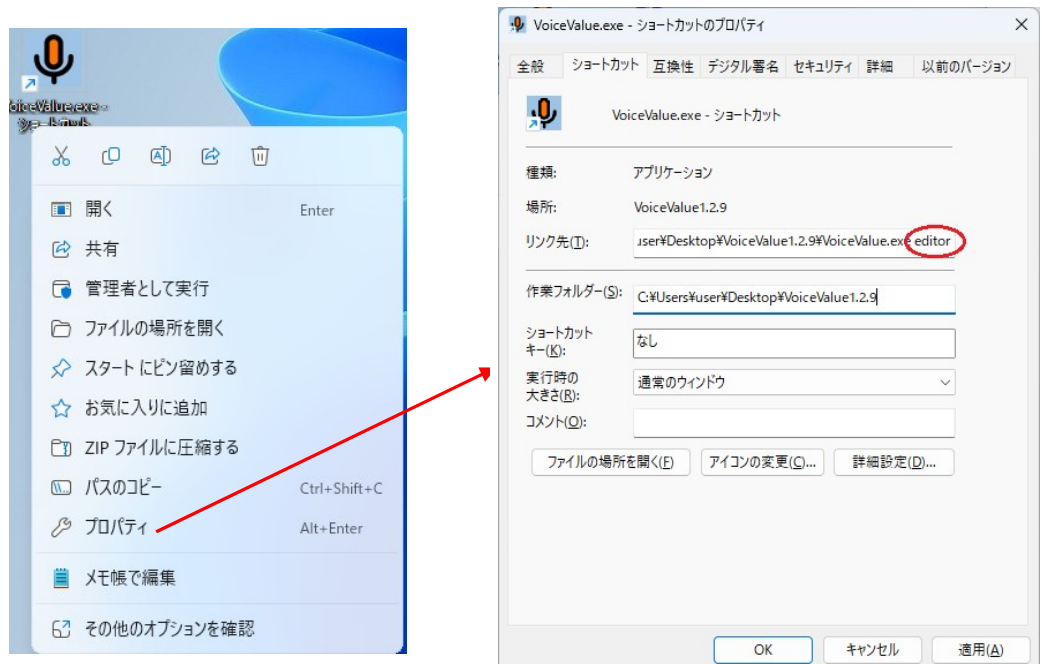 VoiceValue.exe -
ショートカット
開く Enter
共有
管理者として実行
ファイルの場所を開く
スタート にピン留めする
お気に入りに追加
ZIP ファイルに圧縮する
パスのコピー Ctrl+Shift+C
プロパティ Alt+Enter
メモ帳で編集
その他のオプションを確認
VoiceValue.exe - ショートカットのプロパティ
全般 ショートカット 互換性 デジタル署名 セキュリティ 詳細 以前のバージョン
VoiceValue.exe - ショートカット
種類: アプリケーション
場所: VoiceValue1.2.9
リンク先(T): user¥Desktop¥VoiceValue1.2.9¥VoiceValue.exe editor
作業フォルダー(S): C:¥Users¥user¥Desktop¥VoiceValue1.2.9
ショートカット
キー(K): なし
実行時の
大きさ(R): 通常のウィンドウ
コメント(O):
ファイルの場所を開く(F) アイコンの変更(C)... 詳細設定(D)...
OK キャンセル 適用(A)